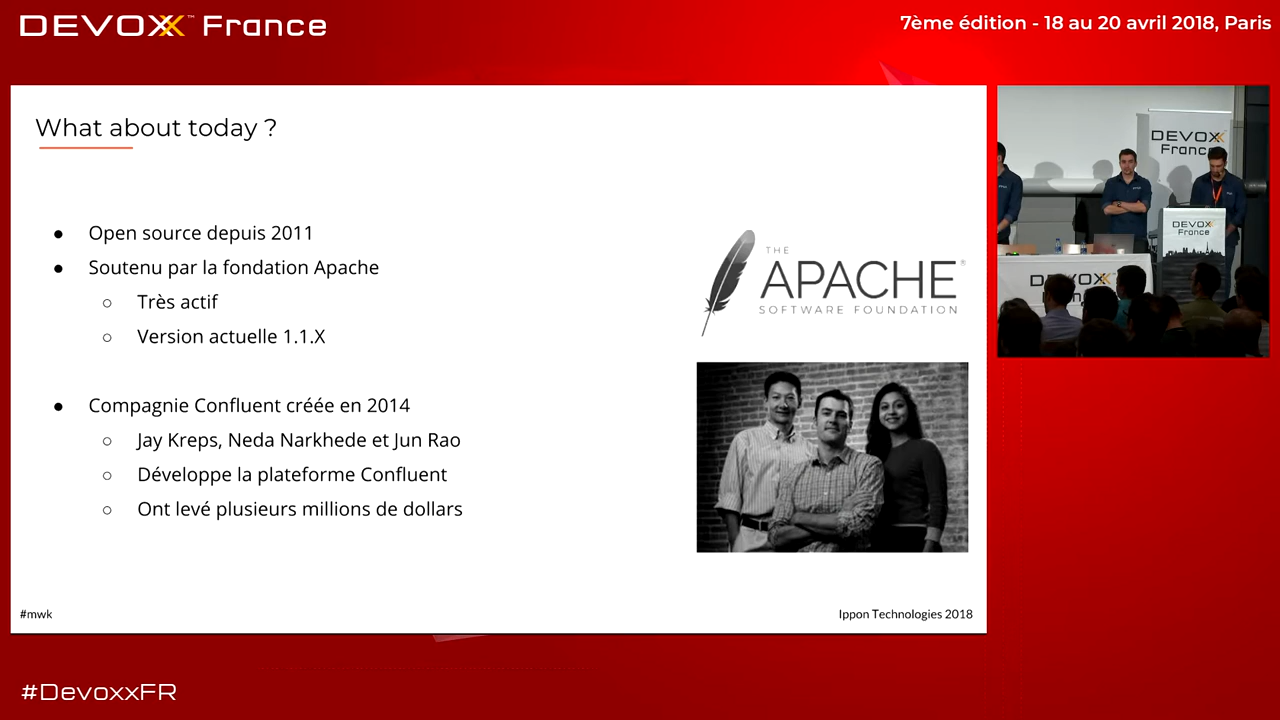 DEVOXX™ France
7ème édition - 18 au 20 avril 2018, Paris
What about today ?
● Open source depuis 2011
● Soutenu par la fondation Apache
○ Très actif
○ Version actuelle 1.1.X
● Compagnie Confluent créée en 2014
○ Jay Kreps, Neda Narkhede et Jun Rao
○ Développe la plateforme Confluent
○ Ont levé plusieurs millions de dollars
THE
APACHE®
SOFTWARE FOUNDATION
#mwk
Ippon Technologies 2018
DEVOXX
France
DEVOXX
France
DEVOXX
#DevoxxFR